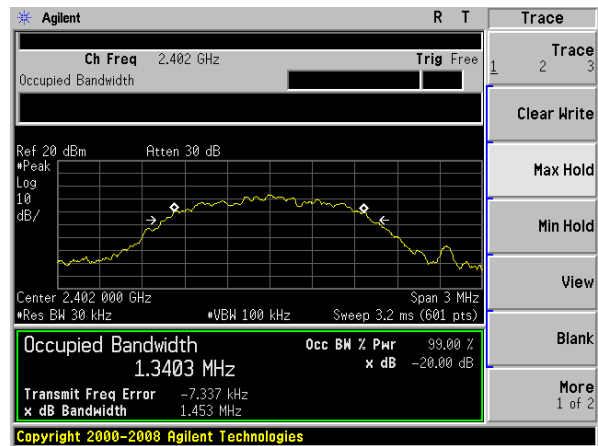 Agilent R T Trace
Ch Freq 2.402 GHz Trig Free
Occupied Bandwidth
Trace
1 2 3
Clear Write
Max Hold
Min Hold
View
Blank
More
1 of 2
Ref 20 dBm Atten 30 dB
#Peak
Log
10
dB/
Center 2.402 000 GHz Span 3 MHz
#Res BW 30 kHz #VBW 100 kHz Sweep 3.2 ms (601 pts)
Occupied Bandwidth Occ BW % Pwr 99.00 %
1.3403 MHz x dB -20.00 dB
Transmit Freq Error -7.337 kHz
x dB Bandwidth 1.453 MHz
Copyright 2000-2008 Agilent Technologies